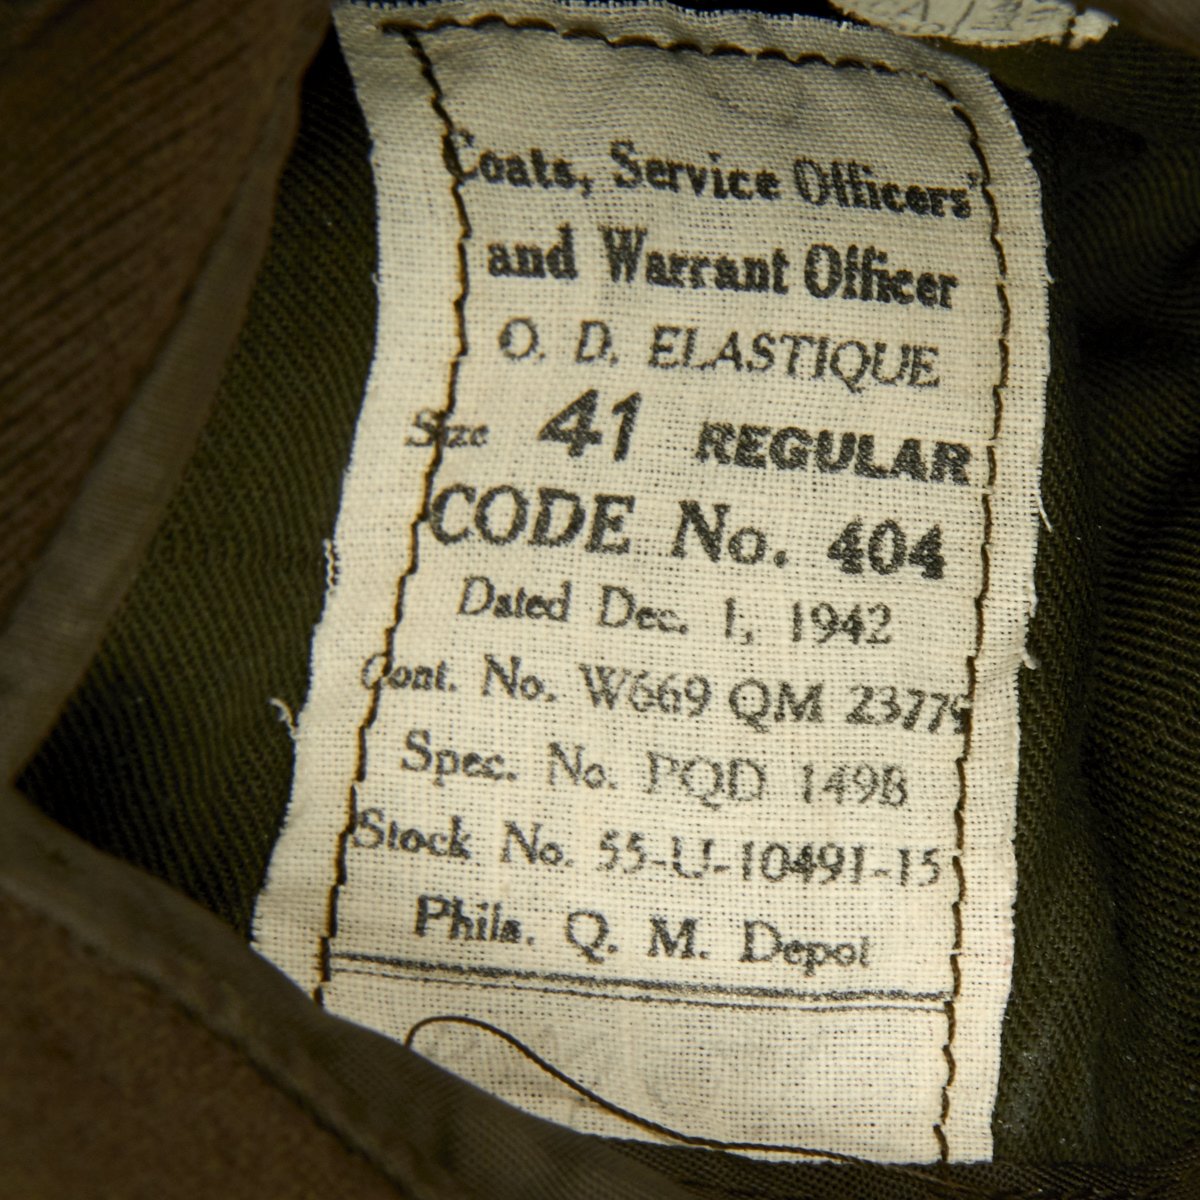 Coats, Service Officers'
and Warrant Officer
O. D. ELASTIQUE
Size 41 REGULAR
CODE No. 404
Dated Dec. 1, 1942
Cont. No. W669 QM 23779
Spec. No. PQD 149B
Stock No. 55-U-10491-15
Phila. Q. M. Depot